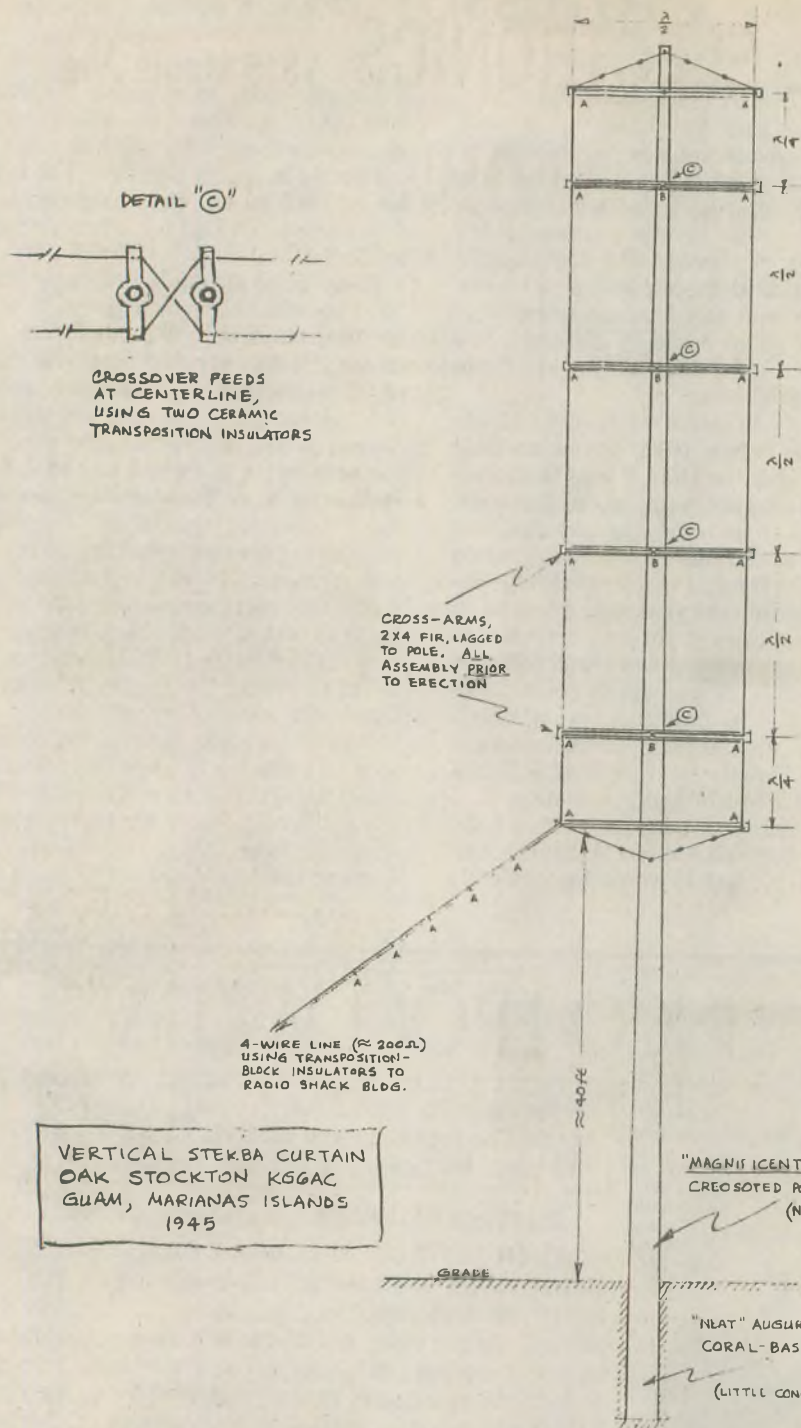 λ/2
A A
λ/4
DETAIL "Ⓒ"
Ⓒ
A B A
λ/2
CROSSOVER FEEDS
AT CENTERLINE,
USING TWO CERAMIC
TRANSPOSITION INSULATORS
Ⓒ
A B A
λ/2
Ⓒ
A B A
CROSS-ARMS,
2X4 FIR, LAGGED
TO POLE. ALL
ASSEMBLY PRIOR
TO ERECTION
λ/2
Ⓒ
A B A
λ/4
A A
A
A
A
A
A
4-WIRE LINE (≈ 200Ω)
USING TRANSPOSITION-
BLOCK INSULATORS TO
RADIO SHACK BLDG.
≈ 40 ft
VERTICAL STERBA CURTAIN
OAK STOCKTON KGGAC
GUAM, MARIANAS ISLANDS
1945
"MAGNIFICENT
CREOSOTED P
(N
GRADE
"NEAT" AUGUR
CORAL-BAS
(LITTLE CON